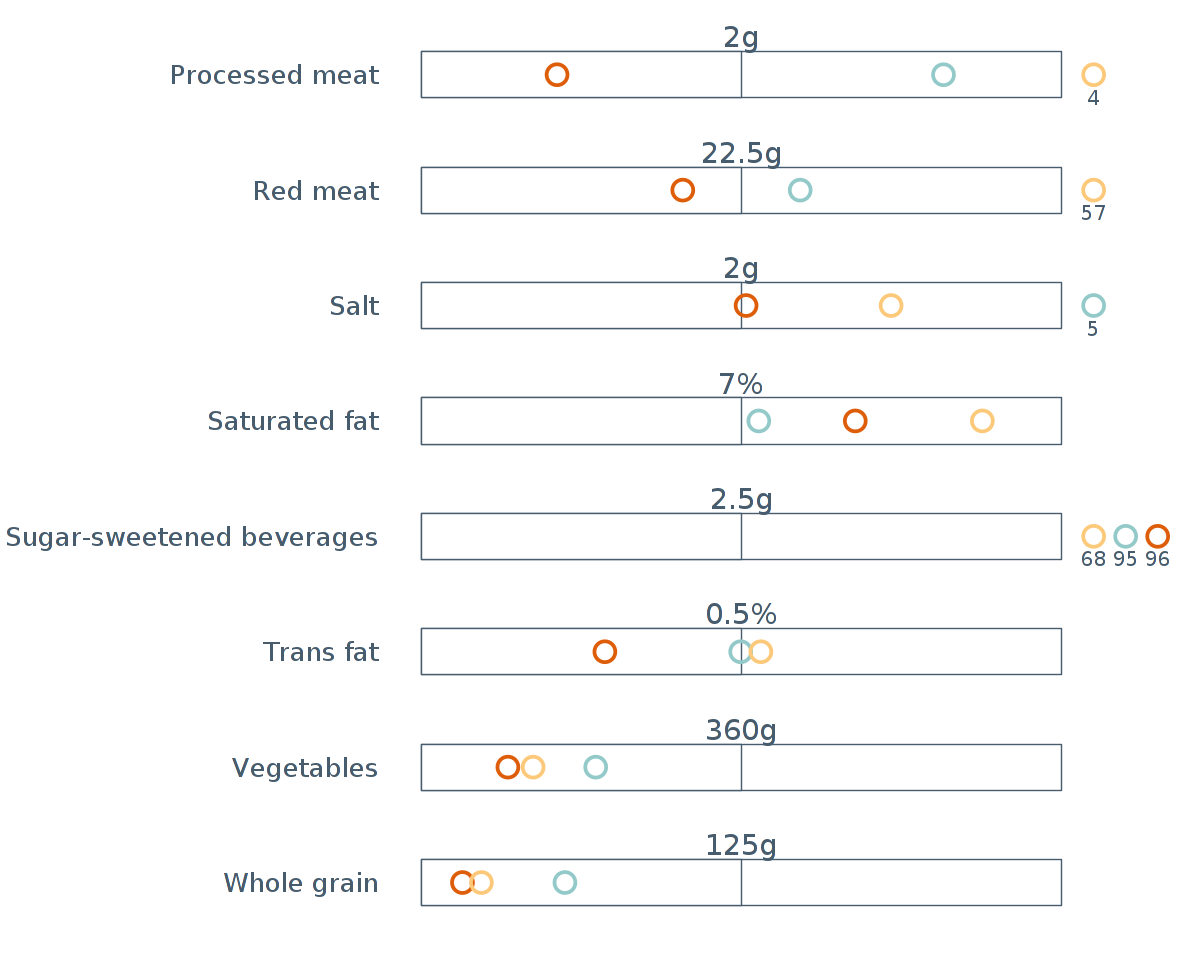 2g
Processed meat
4
22.5g
Red meat
57
2g
Salt
5
7%
Saturated fat
2.5g
Sugar-sweetened beverages
68 95 96
0.5%
Trans fat
360g
Vegetables
125g
Whole grain